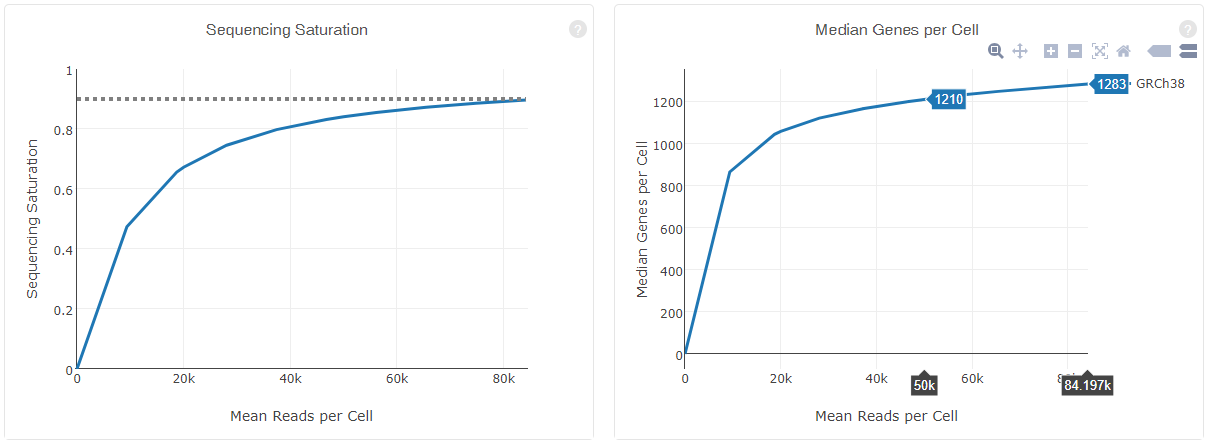 Sequencing Saturation
?
1
0.8
0.6
0.4
0.2
0
Sequencing Saturation
0 20k 40k 60k 80k
Mean Reads per Cell
Median Genes per Cell
?
1283 GRCh38
1210
1200
1000
800
600
400
200
0
Median Genes per Cell
0 20k 40k 60k
50k 84.197k
Mean Reads per Cell